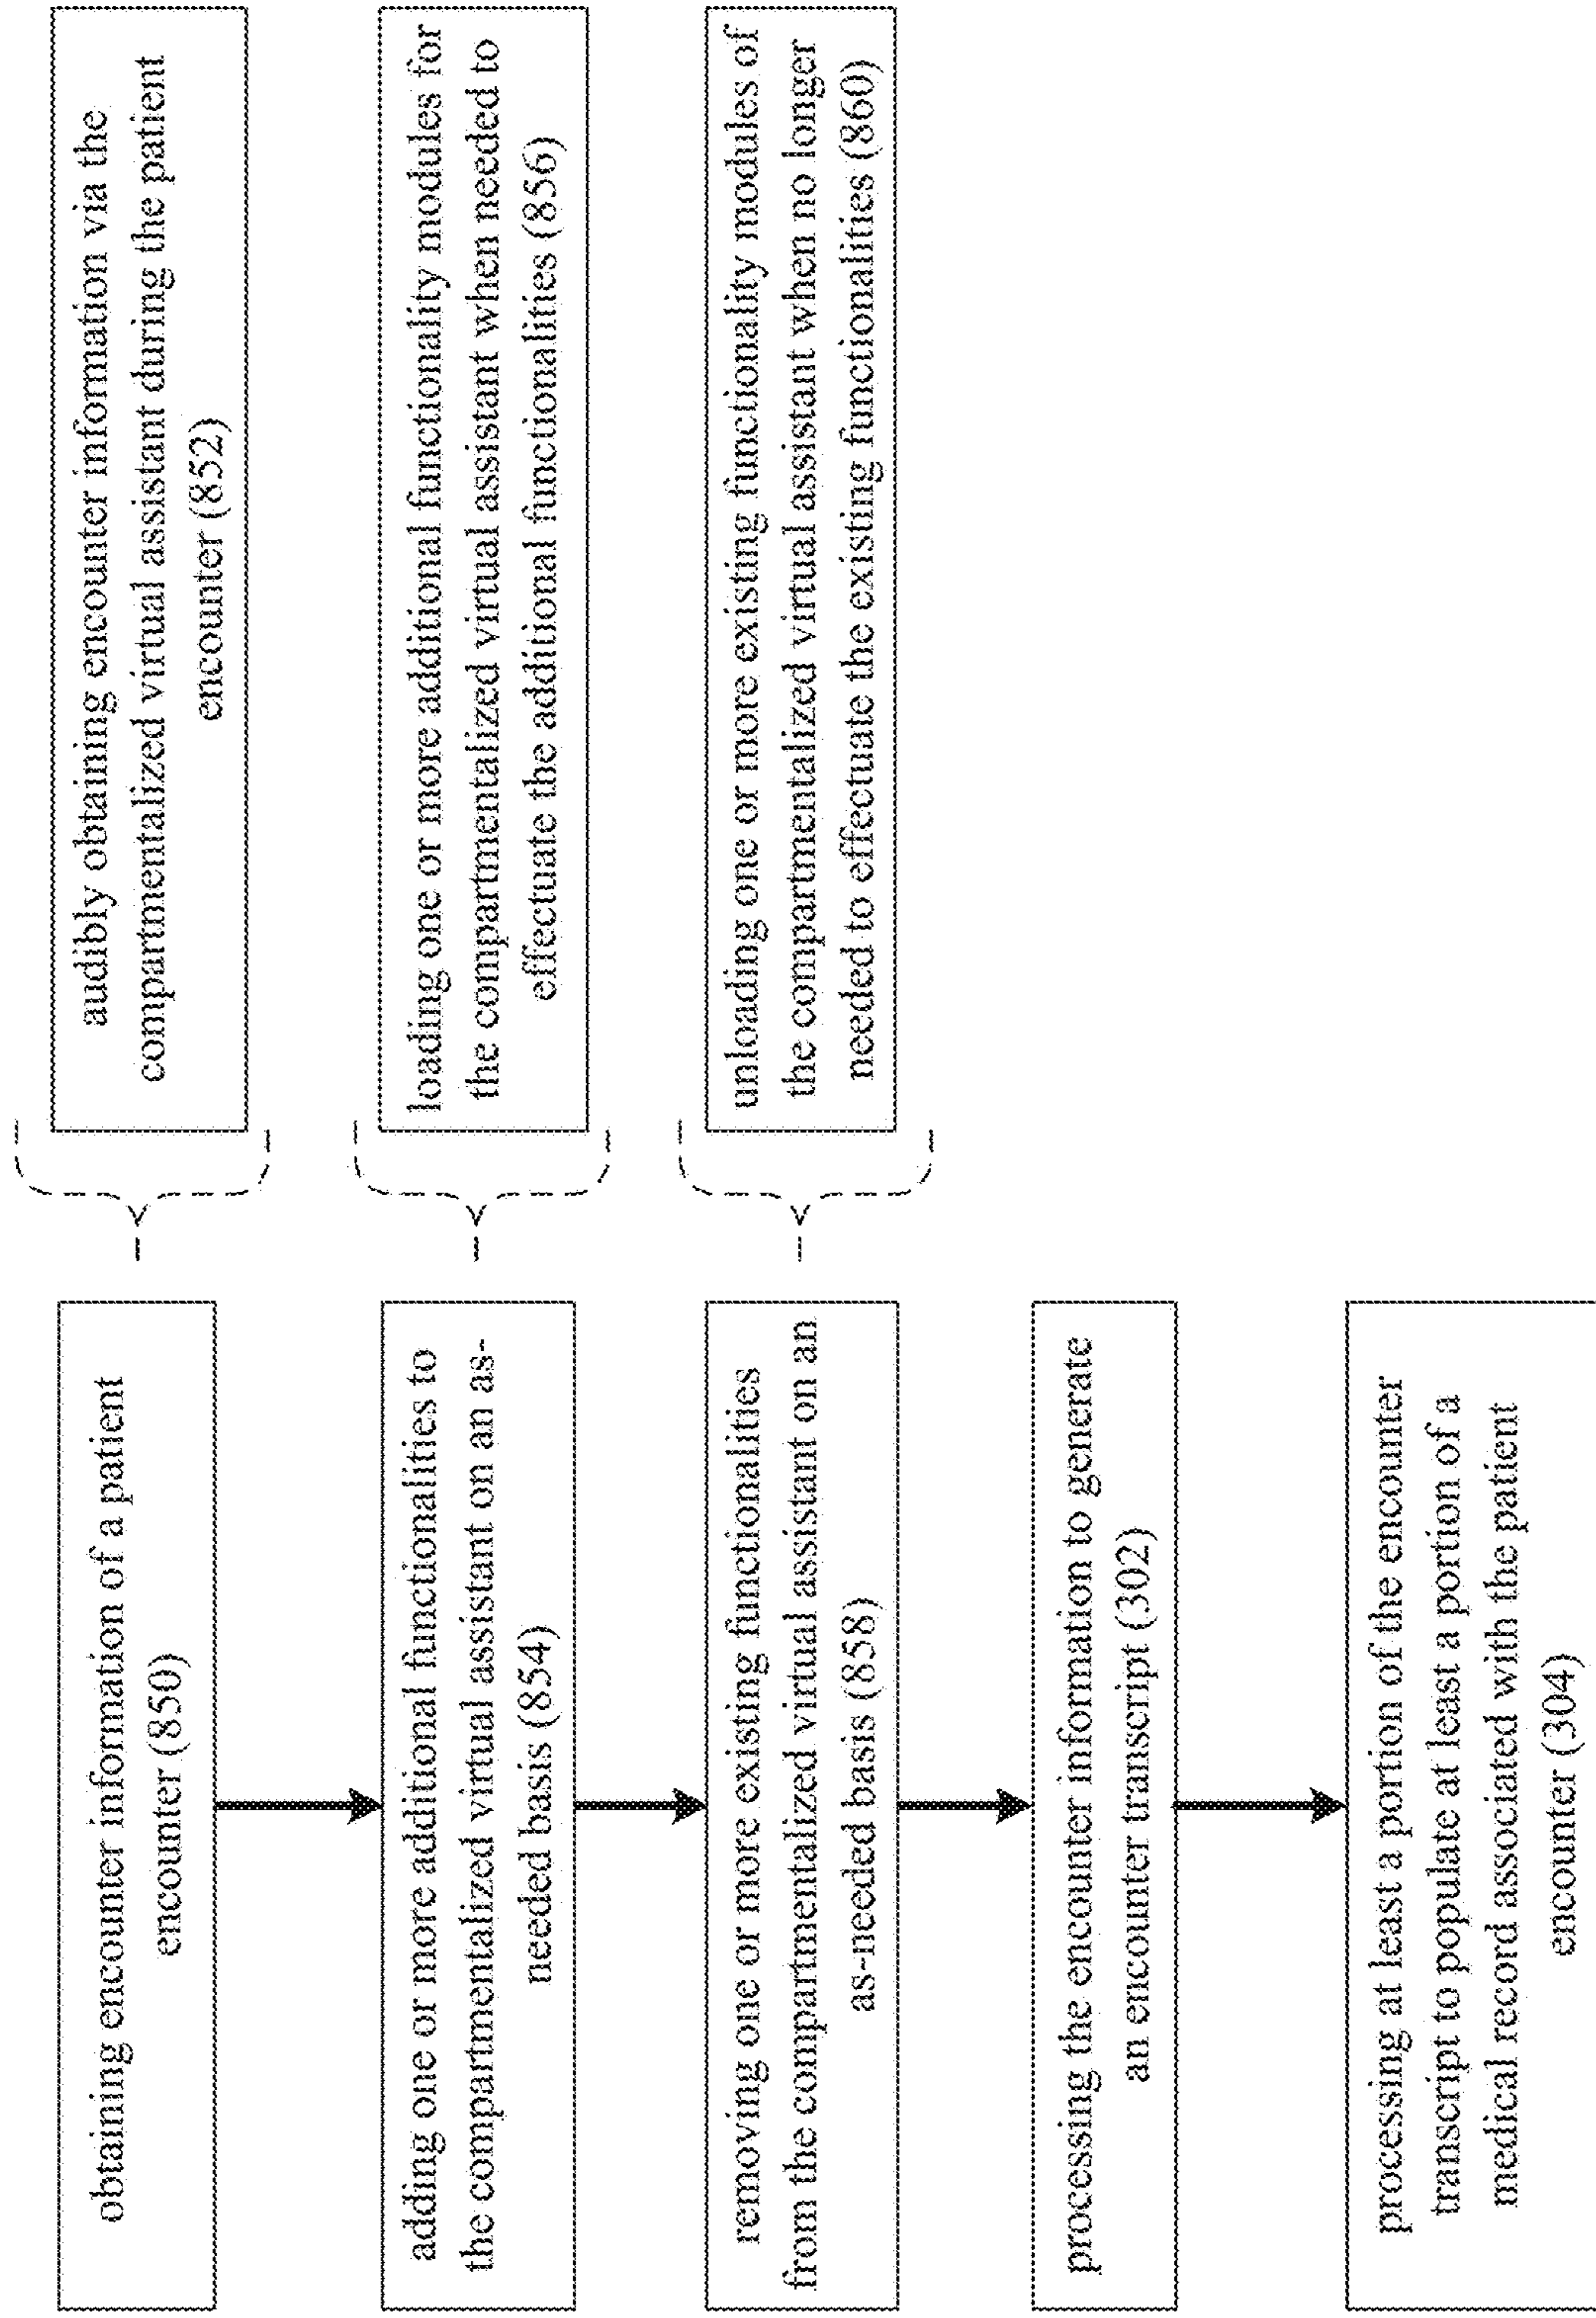 obtaining encounter information of a patient
encounter (850)
audibly obtaining encounter information via the
compartmentalized virtual assistant during the patient
encounter (852)
adding one or more additional functionalities to
the compartmentalized virtual assistant on an as-
needed basis (854)
loading one or more additional functionality modules for
the compartmentalized virtual assistant when needed to
effectuate the additional functionalities (856)
removing one or more existing functionalities
from the compartmentalized virtual assistant on an
as-needed basis (858)
unloading one or more existing functionality modules of
the compartmentalized virtual assistant when no longer
needed to effectuate the existing functionalities (860)
processing the encounter information to generate
an encounter transcript (302)
processing at least a portion of the encounter
transcript to populate at least a portion of a
medical record associated with the patient
encounter (304)